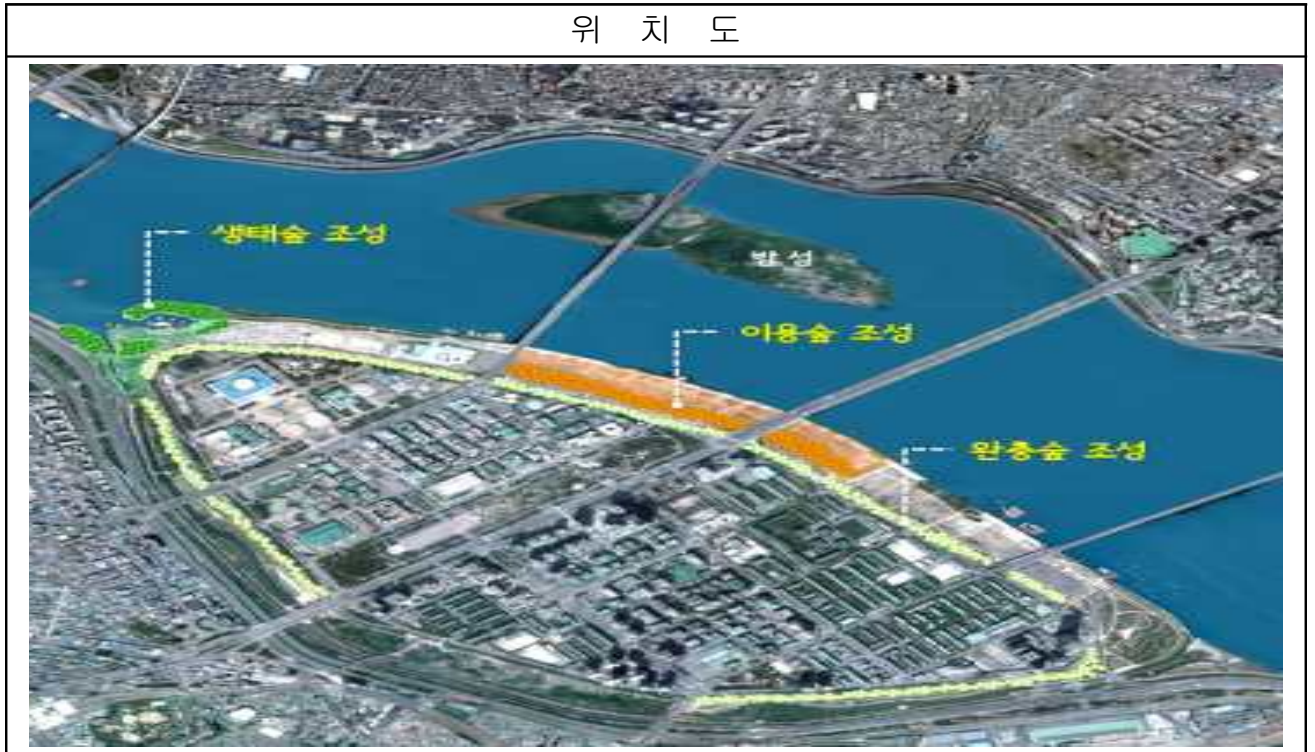 위 치 도
생태숲 조성
밤섬
이용숲 조성
완충숲 조성